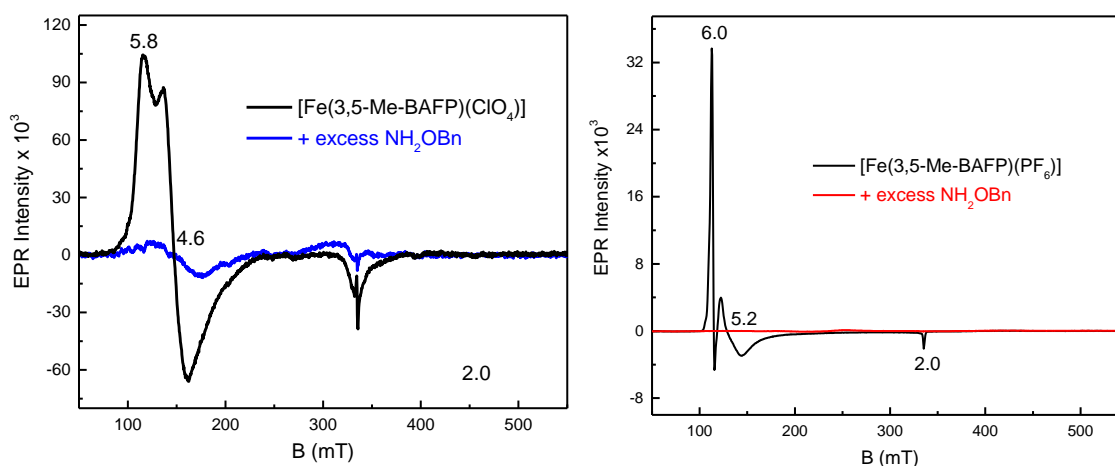 120
90
60
30
0
-30
-60
EPR Intensity x 10³
5.8
4.6
2.0
[Fe(3,5-Me-BAFP)(ClO₄)]
+ excess NH₂OBn
100 200 300 400 500
B (mT)
32
24
16
8
0
-8
EPR Intensity x10³
6.0
5.2
2.0
[Fe(3,5-Me-BAFP)(PF₆)]
+ excess NH₂OBn
100 200 300 400 500
B (mT)